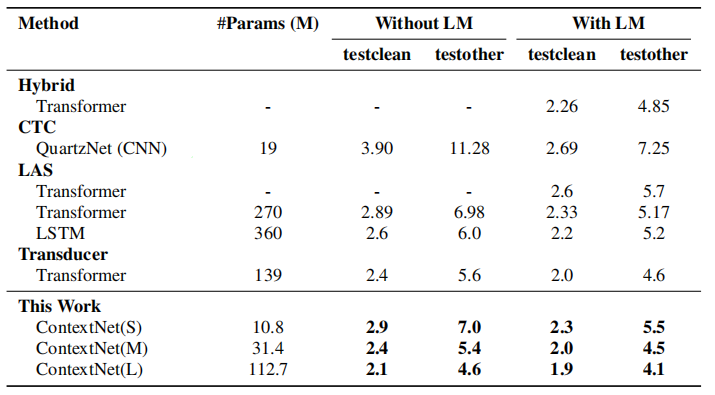 Method #Params (M) Without LM With LM
testclean testother testclean testother
Hybrid
Transformer - - - 2.26 4.85
CTC
QuartzNet (CNN) 19 3.90 11.28 2.69 7.25
LAS
Transformer - - - 2.6 5.7
Transformer 270 2.89 6.98 2.33 5.17
LSTM 360 2.6 6.0 2.2 5.2
Transducer
Transformer 139 2.4 5.6 2.0 4.6
This Work
ContextNet(S) 10.8 2.9 7.0 2.3 5.5
ContextNet(M) 31.4 2.4 5.4 2.0 4.5
ContextNet(L) 112.7 2.1 4.6 1.9 4.1